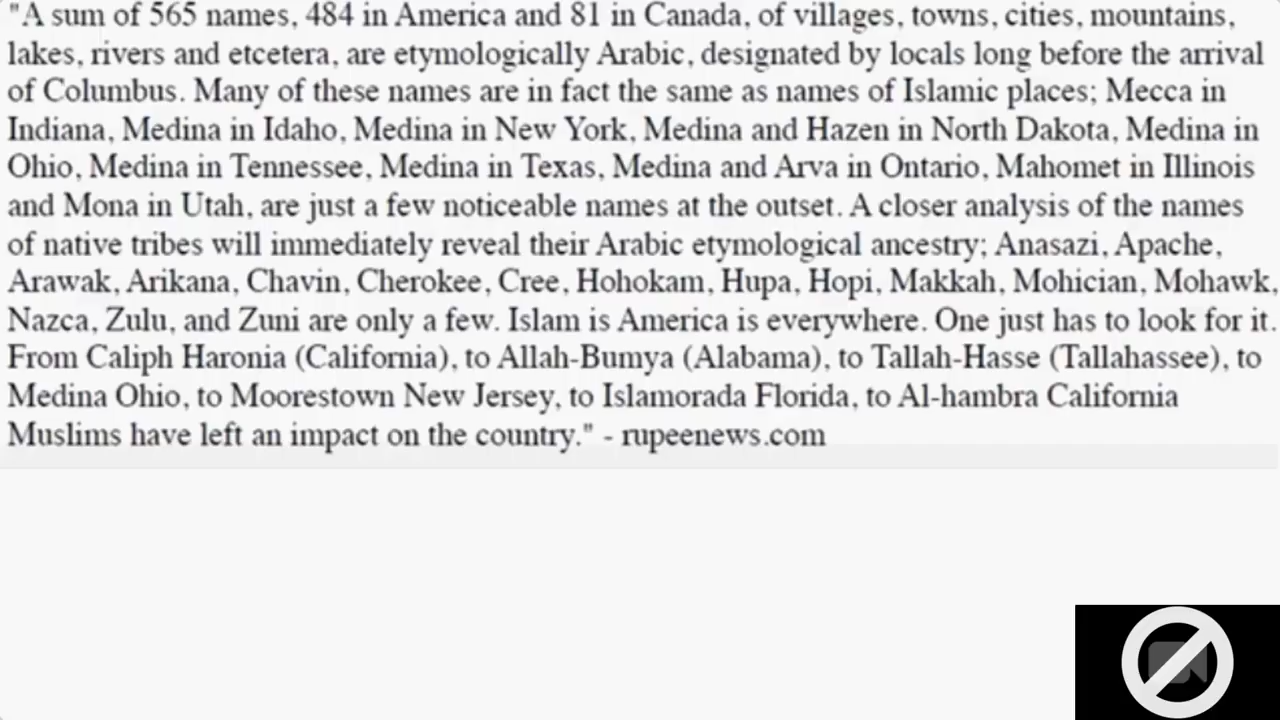 "A sum of 565 names, 484 in America and 81 in Canada, of villages, towns, cities, mountains,
lakes, rivers and etcetera, are etymologically Arabic, designated by locals long before the arrival
of Columbus. Many of these names are in fact the same as names of Islamic places; Mecca in
Indiana, Medina in Idaho, Medina in New York, Medina and Hazen in North Dakota, Medina in
Ohio, Medina in Tennessee, Medina in Texas, Medina and Arva in Ontario, Mahomet in Illinois
and Mona in Utah, are just a few noticeable names at the outset. A closer analysis of the names
of native tribes will immediately reveal their Arabic etymological ancestry; Anasazi, Apache,
Arawak, Arikana, Chavin, Cherokee, Cree, Hohokam, Hupa, Hopi, Makkah, Mohician, Mohawk,
Nazca, Zulu, and Zuni are only a few. Islam is America is everywhere. One just has to look for it.
From Caliph Haronia (California), to Allah-Bumya (Alabama), to Tallah-Hasse (Tallahassee), to
Medina Ohio, to Moorestown New Jersey, to Islamorada Florida, to Al-hambra California
Muslims have left an impact on the country." - rupeenews.com